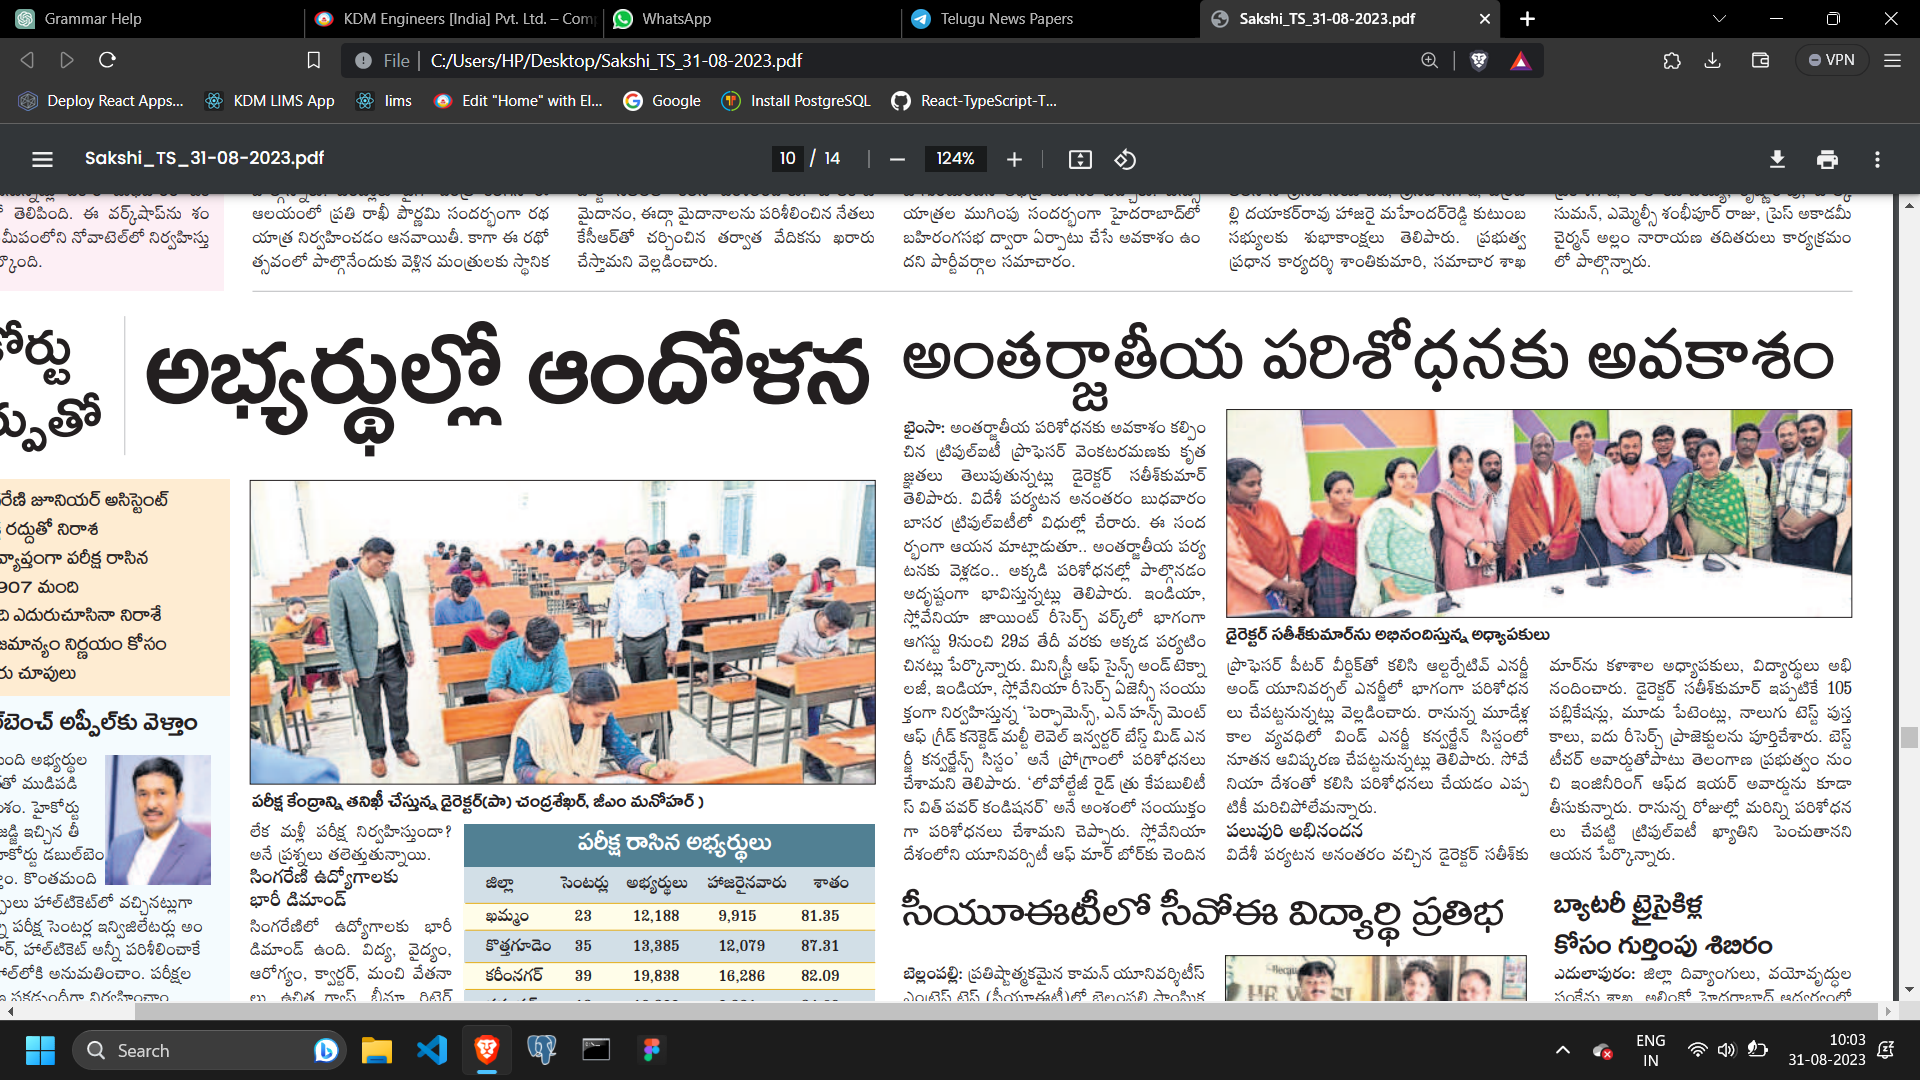 Grammar Help
KDM Engineers [India] Pvt. Ltd. – Com
WhatsApp
Telugu News Papers
Sakshi_TS_31-08-2023.pdf
File
C:/Users/HP/Desktop/Sakshi_TS_31-08-2023.pdf
VPN
Deploy React Apps...
KDM LIMS App
lims
Edit "Home" with El...
Google
Install PostgreSQL
React-TypeScript-T...
Sakshi_TS_31-08-2023.pdf
10 / 14
124%
తెలిపింది. ఈ వర్క్‌షాప్‌ను శం
మీపంలోని నోవాటెల్‌లో నిర్వహిస్తు
ఆలయంలో ప్రతి రాఖీ పౌర్ణమి సందర్భంగా రథ
యాత్ర నిర్వహించడం ఆనవాయితీ. కాగా ఈ రథో
త్సవంలో పాల్గొనేందుకు వెళ్లిన మంత్రులకు స్థానిక
మైదానం, ఈద్గా మైదానాలను పరిశీలించిన నేతలు
కేసీఆర్‌తో చర్చించిన తర్వాత వేదికను ఖరారు
చేస్తామని వెల్లడించారు.
యాత్రల ముగింపు సందర్భంగా హైదరాబాద్‌లో
బహిరంగసభ ద్వారా ఏర్పాటు చేసే అవకాశం ఉం
దని పార్టీవర్గాల సమాచారం.
ల్లి దయాకర్‌రావు హాజరై మహేందర్‌రెడ్డి కుటుంబ
సభ్యులకు శుభాకాంక్షలు తెలిపారు. ప్రభుత్వ
ప్రధాన కార్యదర్శి శాంతికుమారి, సమాచార శాఖ
సుమన్, ఎమ్మెల్సీ శంభీపూర్ రాజు, ప్రెస్ అకాడమీ
చైర్మన్ అల్లం నారాయణ తదితరులు కార్యక్రమం
లో పాల్గొన్నారు.
కోర్టు
ర్పుతో
అభ్యర్థుల్లో ఆందోళన
రేణి జూనియర్ అసిస్టెంట్
రద్దుతో నిరాశ
వ్యాప్తంగా పరీక్ష రాసిన
907 మంది
ది ఎదురుచూసినా నిరాశే
జమాన్యం నిర్ణయం కోసం
రు చూపులు
బెంచ్ అప్పీల్‌కు వెళ్తాం
మంది అభ్యర్థుల
తో ముడిపడి
శం. హైకోర్టు
జడ్జి ఇచ్చిన తీ
కోర్టు డబుల్‌బెం
కొంతమంది
పులు హాల్‌టికెట్‌లో వచ్చినట్లుగా
పరీక్ష సెంటర్ల ఇన్విజిలేటర్లు అం
ర్, హాల్‌టికెట్ అన్నీ పరిశీలించాకే
హాల్‌లోకి అనుమతించాం. పరీక్షల
పరీక్ష కేంద్రాన్ని తనిఖీ చేస్తున్న డైరెక్టర్(పా) చంద్రశేఖర్, జీఎం మనోహర్ )
లేక మళ్లీ పరీక్ష నిర్వహిస్తుందా?
అనే ప్రశ్నలు తలెత్తుతున్నాయి.
సింగరేణి ఉద్యోగాలకు
భారీ డిమాండ్
సింగరేణిలో ఉద్యోగాలకు భారీ
డిమాండ్ ఉంది. విద్య, వైద్యం,
ఆరోగ్యం, క్వార్టర్, మంచి వేతనా
లు, ఉచిత గ్యాస్, బీమా, రిటైర్
పరీక్ష రాసిన అభ్యర్థులు
జిల్లా సెంటర్లు అభ్యర్థులు హాజరైనవారు శాతం
ఖమ్మం 23 12,188 9,915 81.35
కొత్తగూడెం 35 13,385 12,079 87.31
కరీంనగర్ 39 19,838 16,286 82.09
అంతర్జాతీయ పరిశోధనకు అవకాశం
భైంసా: అంతర్జాతీయ పరిశోధనకు అవకాశం కల్పిం
చిన ట్రిపుల్‌ఐటీ ప్రొఫెసర్ వెంకటరమణకు కృత
జ్ఞతలు తెలుపుతున్నట్లు డైరెక్టర్ సతీశ్‌కుమార్
తెలిపారు. విదేశీ పర్యటన అనంతరం బుధవారం
బాసర ట్రిపుల్‌ఐటీలో విధుల్లో చేరారు. ఈ సంద
ర్భంగా ఆయన మాట్లాడుతూ.. అంతర్జాతీయ పర్య
టనకు వెళ్లడం.. అక్కడి పరిశోధనల్లో పాల్గొనడం
అదృష్టంగా భావిస్తున్నట్లు తెలిపారు. ఇండియా,
స్లోవేనియా జాయింట్ రీసెర్చ్ వర్క్‌లో భాగంగా
ఆగస్టు 9నుంచి 29వ తేదీ వరకు అక్కడ పర్యటిం
చినట్లు పేర్కొన్నారు. మినిస్ట్రీ ఆఫ్ సైన్స్ అండ్ టెక్నా
లజీ, ఇండియా, స్లోవేనియా రీసెర్చ్ ఏజెన్సీ సంయు
క్తంగా నిర్వహిస్తున్న ‘పెర్ఫామెన్స్, ఎన్ హన్స్ మెంట్
ఆఫ్ గ్రిడ్ కనెక్టెడ్ మల్టీ లెవెల్ ఇన్వర్టర్ బేస్డ్ మిడ్ ఎన
ర్జీ కన్వర్జేన్స్ సిస్టం’ అనే ప్రోగ్రాంలో పరిశోధనలు
చేశామని తెలిపారు. ‘లోవోల్టేజీ రైడ్ త్రు కేపబులిటీ
స్ విత్ పవర్ కండిషనర్’ అనే అంశంలో సంయుక్తం
గా పరిశోధనలు చేశామని చెప్పారు. స్లోవేనియా
దేశంలోని యూనివర్సిటీ ఆఫ్ మార్ బోర్‌కు చెందిన
డైరెక్టర్ సతీశ్‌కుమార్‌ను అభినందిస్తున్న అధ్యాపకులు
ప్రొఫెసర్ పీటర్ విర్టిక్‌తో కలిసి ఆల్టర్నేటివ్ ఎనర్జీ
అండ్ యూనివర్సల్ ఎనర్జీలో భాగంగా పరిశోధన
లు చేపట్టనున్నట్లు వెల్లడించారు. రానున్న మూడేళ్ల
కాల వ్యవధిలో విండ్ ఎనర్జీ కన్వర్జేన్ సిస్టంలో
నూతన ఆవిష్కరణ చేపట్టనున్నట్లు తెలిపారు. సోవే
నియా దేశంతో కలిసి పరిశోధనలు చేయడం ఎప్ప
టికీ మరిచిపోలేమన్నారు.
పలువురి అభినందన
విదేశీ పర్యటన అనంతరం వచ్చిన డైరెక్టర్ సతీశ్‌కు
మార్‌ను కళాశాల అధ్యాపకులు, విద్యార్థులు అభి
నందించారు. డైరెక్టర్ సతీశ్‌కుమార్ ఇప్పటికే 105
పబ్లికేషన్లు, మూడు పేటెంట్లు, నాలుగు టెస్ట్ పుస్త
కాలు, ఐదు రీసెర్చ్ ప్రాజెక్టులను పూర్తిచేశారు. బెస్ట్
టీచర్ అవార్డుతోపాటు తెలంగాణ ప్రభుత్వం నుం
చి ఇంజినీరింగ్ ఆఫ్‌ద ఇయర్ అవార్డును కూడా
తీసుకున్నారు. రానున్న రోజుల్లో మరిన్ని పరిశోధన
లు చేపట్టి ట్రిపుల్‌ఐటీ ఖ్యాతిని పెంచుతానని
ఆయన పేర్కొన్నారు.
సీయూఈటీలో సీవోఈ విద్యార్థి ప్రతిభ
బెల్లంపల్లి: ప్రతిష్టాత్మకమైన కామన్ యూనివర్శిటీస్
ఎంట్రెస్ టెస్ట్ (సీయూఈటీ)లో బెల్లంపల్లి సాంఘిక
బ్యాటరీ ట్రైసైకిళ్ల
కోసం గుర్తింపు శిబిరం
ఎదులాపురం: జిల్లా దివ్యాంగులు, వయోవృద్ధుల
సంక్షేమ శాఖ, అలింకో హైదరాబాద్ ఆధ్వర్యంలో
Search
ENG
IN
10:03
31-08-2023